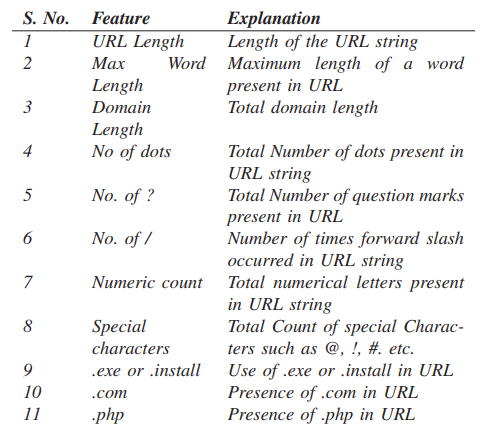 S. No. Feature Explanation
1 URL Length Length of the URL string
2 Max Word Maximum length of a word
Length present in URL
3 Domain Total domain length
Length
4 No of dots Total Number of dots present in
URL string
5 No. of ? Total Number of question marks
present in URL
6 No. of / Number of times forward slash
occurred in URL string
7 Numeric count Total numerical letters present
in URL string
8 Special Total Count of special Charac-
characters ters such as @, !, #. etc.
9 .exe or .install Use of .exe or .install in URL
10 .com Presence of .com in URL
11 .php Presence of .php in URL